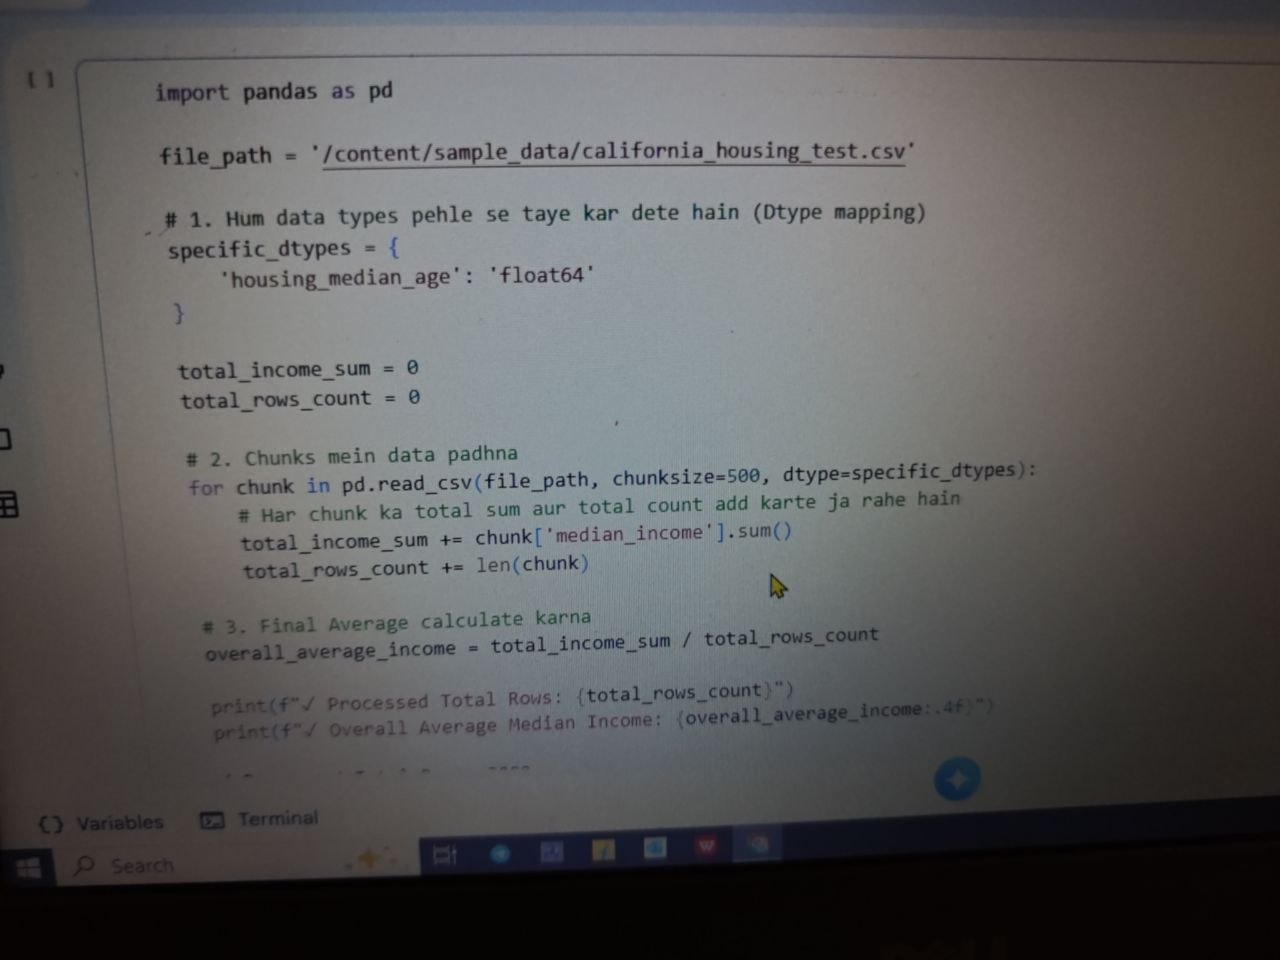 [ ]
import pandas as pd
file_path = '/content/sample_data/california_housing_test.csv'
# 1. Hum data types pehle se taye kar dete hain (Dtype mapping)
specific_dtypes = {
'housing_median_age': 'float64'
}
total_income_sum = 0
total_rows_count = 0
# 2. Chunks mein data padhna
for chunk in pd.read_csv(file_path, chunksize=500, dtype=specific_dtypes):
# Har chunk ka total sum aur total count add karte ja rahe hain
total_income_sum += chunk['median_income'].sum()
total_rows_count += len(chunk)
# 3. Final Average calculate karna
overall_average_income = total_income_sum / total_rows_count
print(f"✓ Processed Total Rows: {total_rows_count}")
print(f"✓ Overall Average Median Income: {overall_average_income:.4f}")
{} Variables Terminal
Search